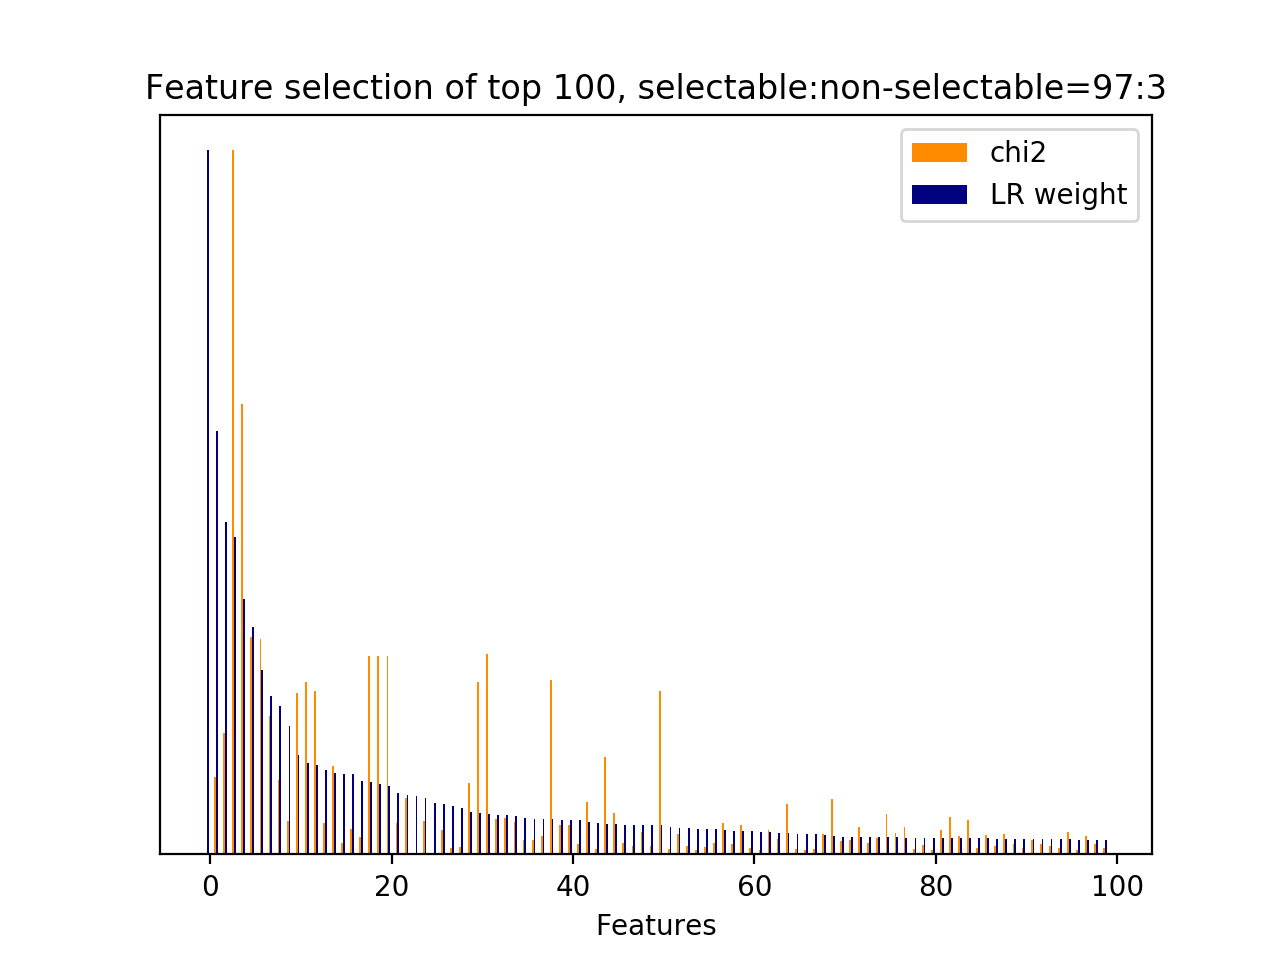 Feature selection of top 100, selectable:non-selectable=97:3
chi2
LR weight
0 20 40 60 80 100
Features